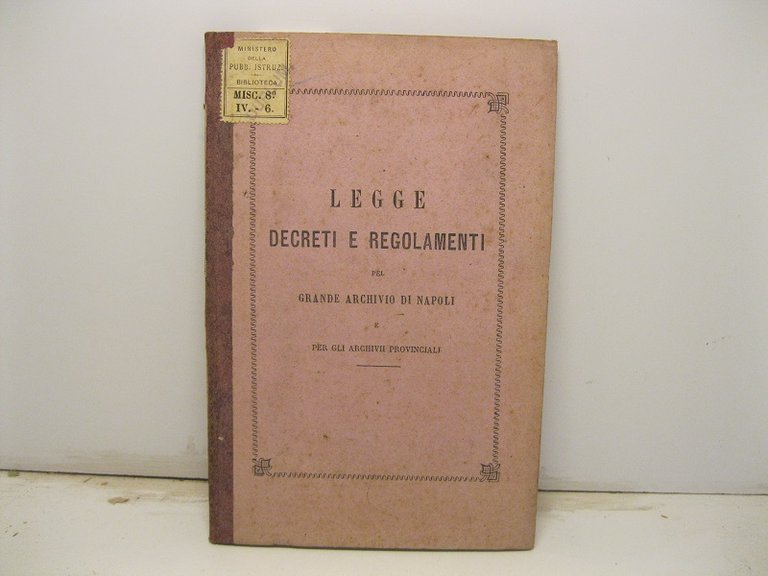 MINISTERO
DELLA
PUBB. ISTRUZ
BIBLIOTECA
MISC. 8º
IV. - 6.
LEGGE
DECRETI E REGOLAMENTI
PEL
GRANDE ARCHIVIO DI NAPOLI
E
PER GLI ARCHIVII PROVINCIALI